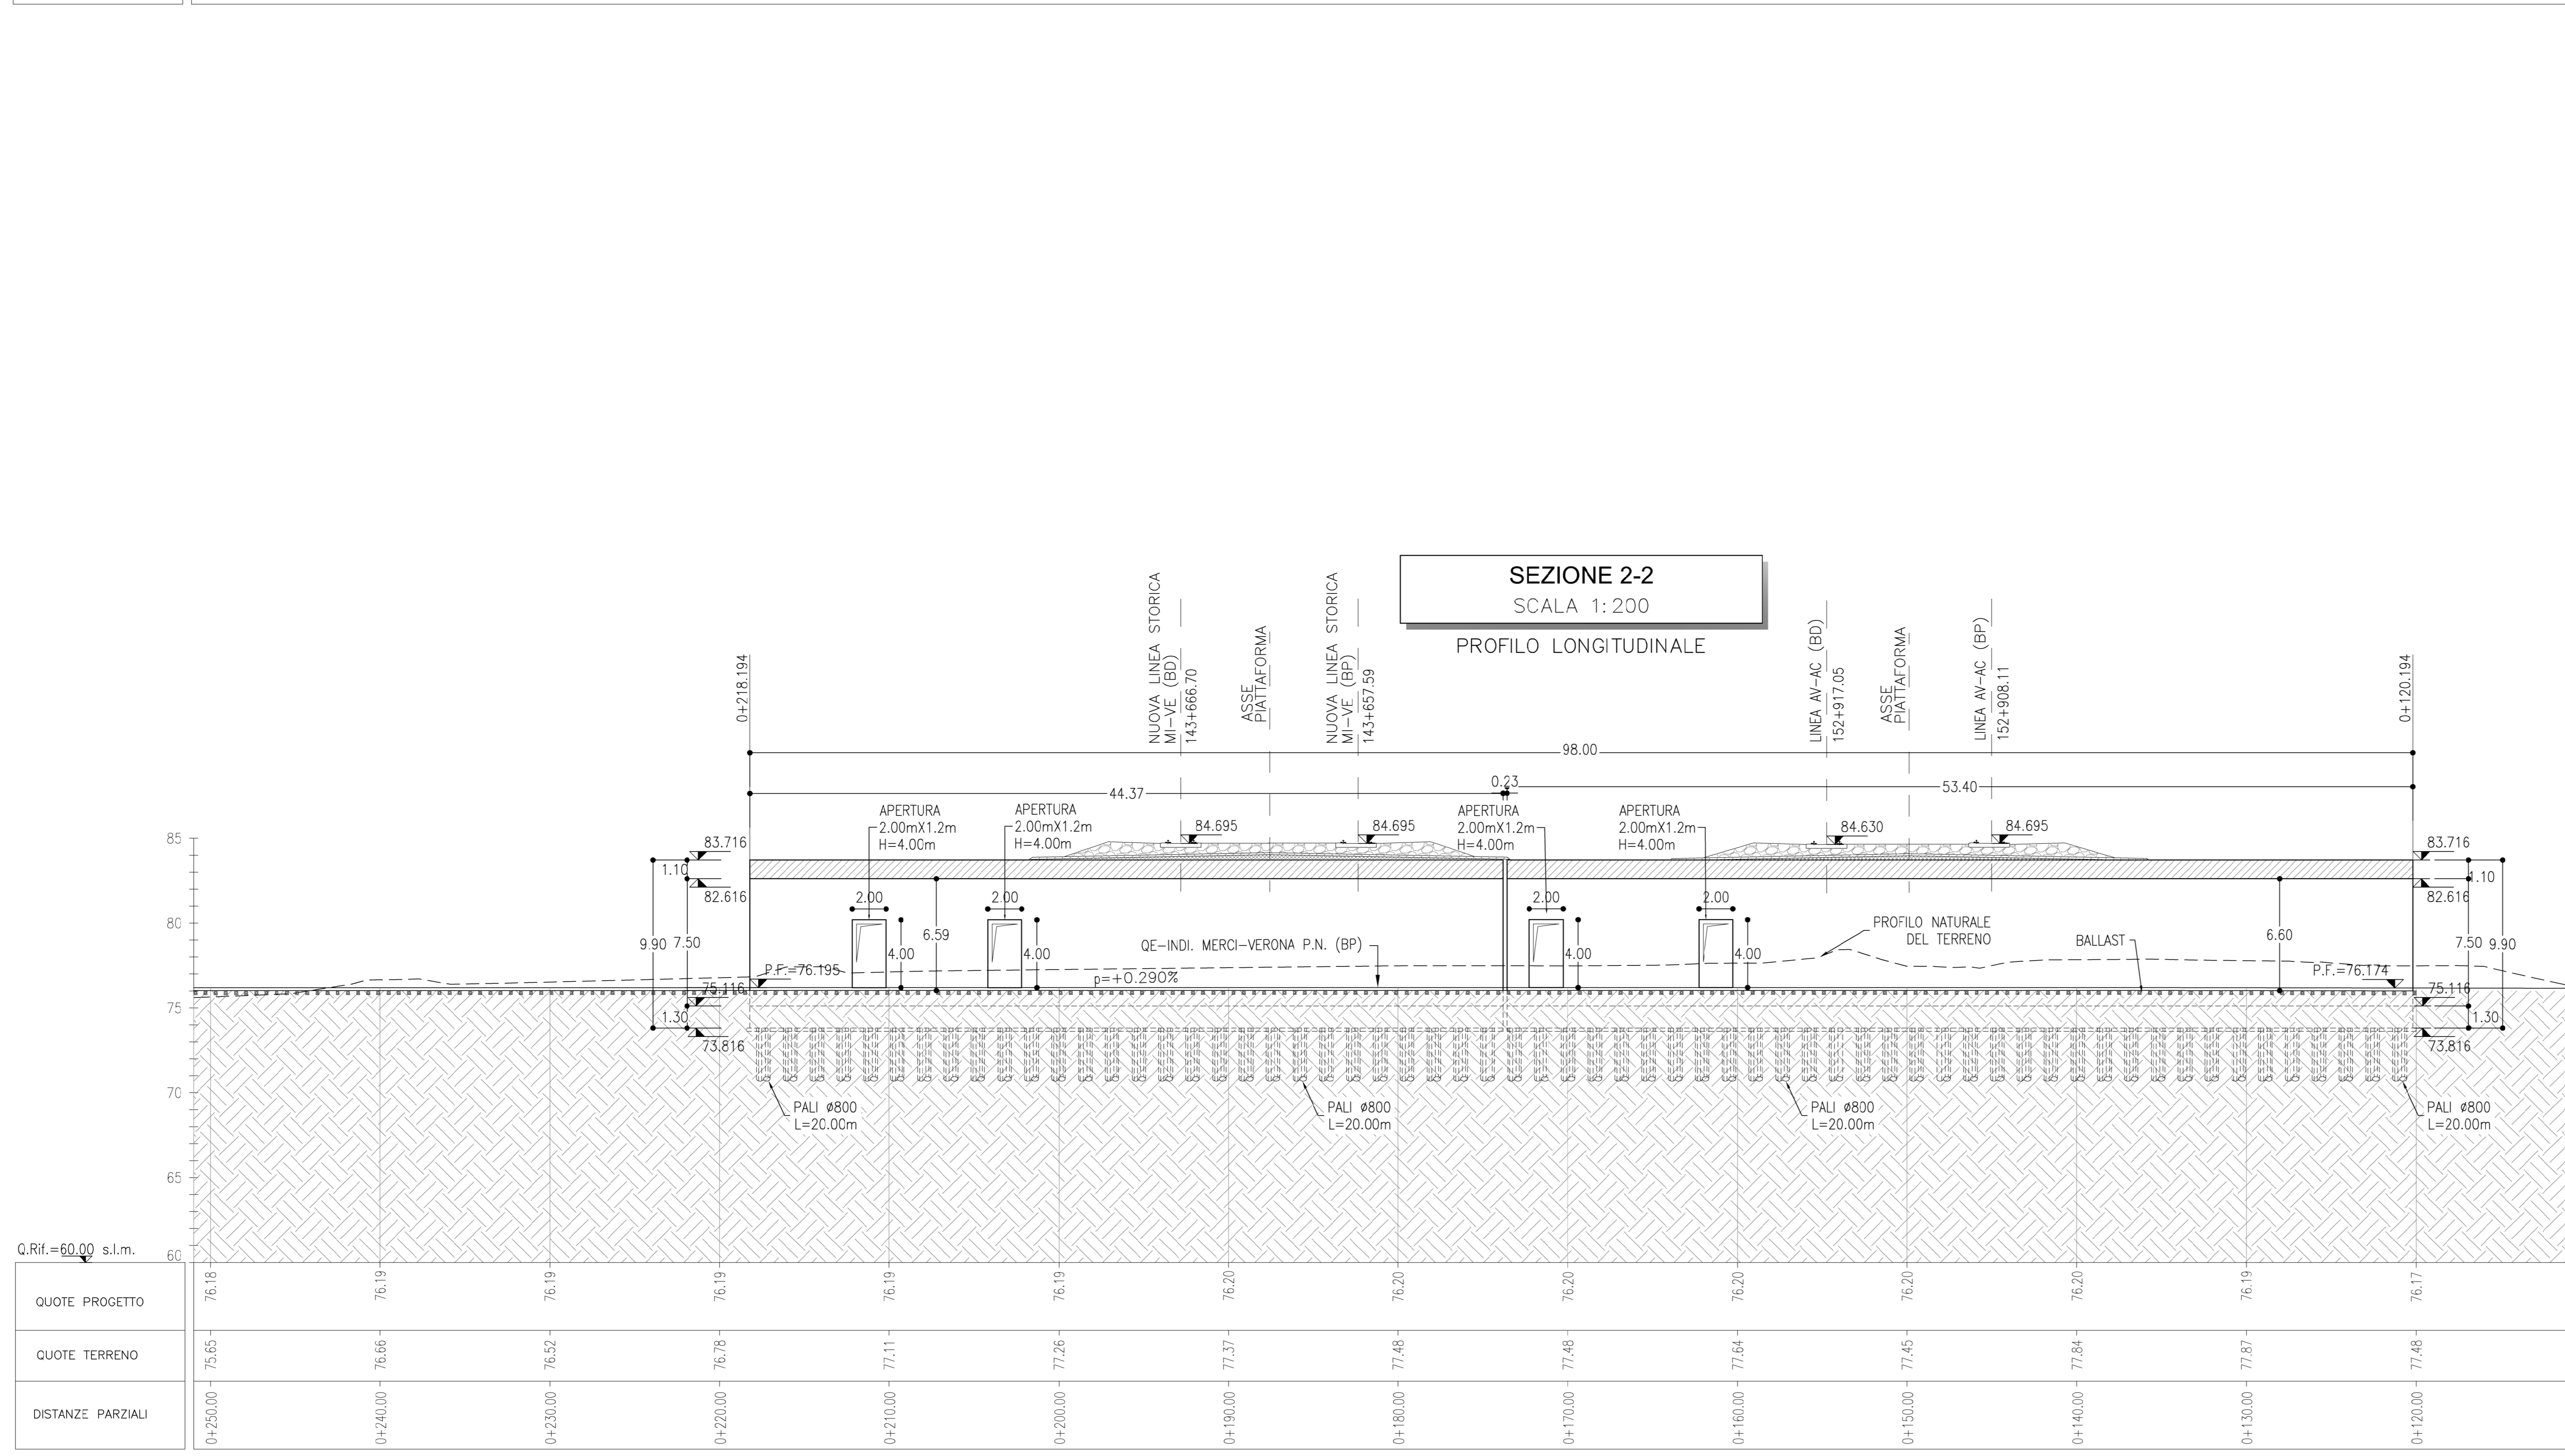 SEZIONE 2-2
SCALA 1:200
PROFILO LONGITUDINALE
0+218.194
NUOVA LINEA STORICA
MI-VE (BD)
143+666.70
ASSE
PIATTAFORMA
NUOVA LINEA STORICA
MI-VE (BP)
143+657.59
LINEA AV-AC (BD)
152+917.05
ASSE
PIATTAFORMA
LINEA AV-AC (BP)
152+908.11
0+120.194
98.00
44.37
0.23
53.40
APERTURA
2.00mX1.2m
H=4.00m
APERTURA
2.00mX1.2m
H=4.00m
APERTURA
2.00mX1.2m
H=4.00m
APERTURA
2.00mX1.2m
H=4.00m
84.695
84.695
84.630
84.695
85
80
75
70
65
60
83.716
1.10
82.616
9.90
7.50
75.116
1.30
73.816
2.00
4.00
6.59
2.00
4.00
2.00
4.00
2.00
4.00
P.F.=76.195
p=+0.290%
QE-INDI. MERCI-VERONA P.N. (BP)
PROFILO NATURALE
DEL TERRENO
BALLAST
6.60
P.F.=76.174
83.716
1.10
82.616
7.50
9.90
75.116
1.30
73.816
PALI ø800
L=20.00m
PALI ø800
L=20.00m
PALI ø800
L=20.00m
PALI ø800
L=20.00m
Q.Rif.=60.00 s.l.m.
QUOTE PROGETTO
76.18
76.19
76.19
76.19
76.19
76.19
76.20
76.20
76.20
76.20
76.20
76.20
76.19
76.17
QUOTE TERRENO
75.65
76.66
76.52
76.78
77.11
77.26
77.37
77.48
77.48
77.64
77.45
77.84
77.87
77.48
DISTANZE PARZIALI
0+250.00
0+240.00
0+230.00
0+220.00
0+210.00
0+200.00
0+190.00
0+180.00
0+170.00
0+160.00
0+150.00
0+140.00
0+130.00
0+120.00